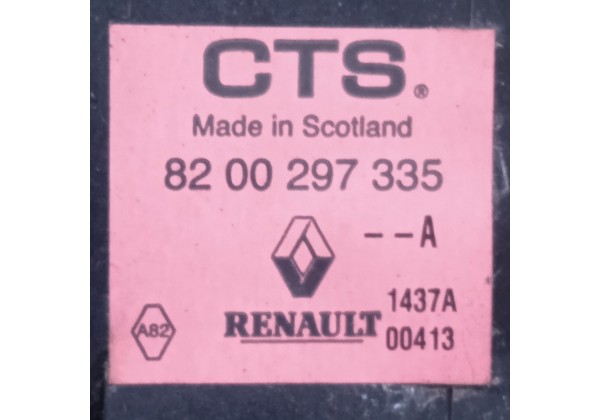 CTS®
Made in Scotland
82 00 297 335
--A
1437A
A82
RENAULT
00413